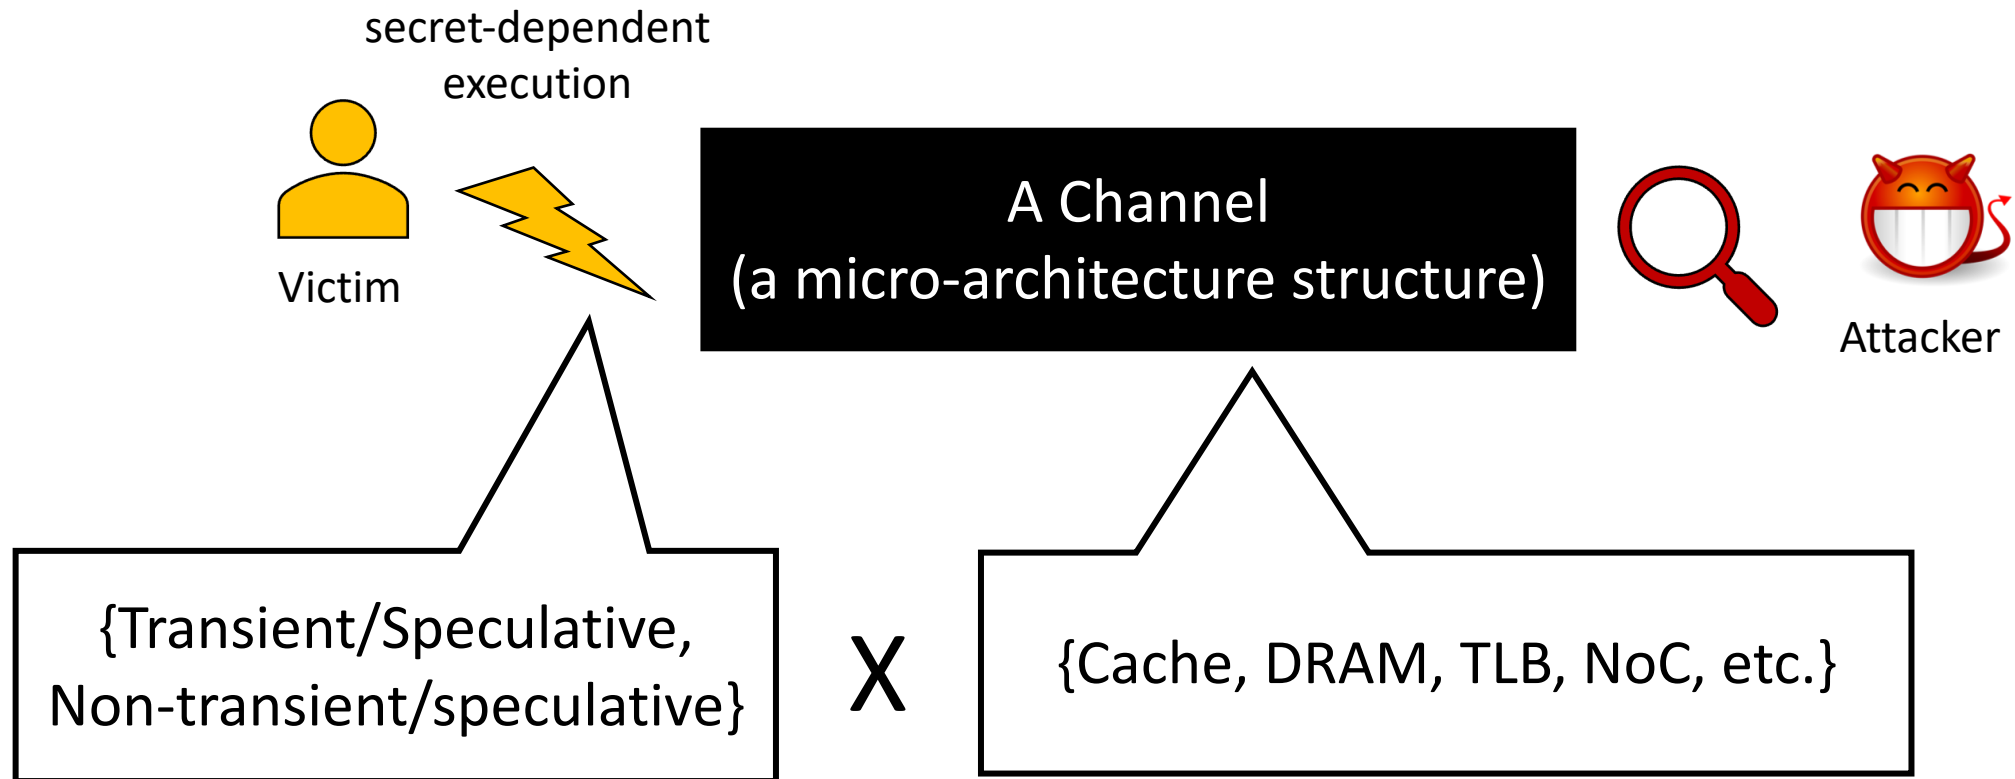 secret-dependent
execution
Victim
A Channel
(a micro-architecture structure)
Attacker
{Transient/Speculative,
Non-transient/speculative}
X
{Cache, DRAM, TLB, NoC, etc.}